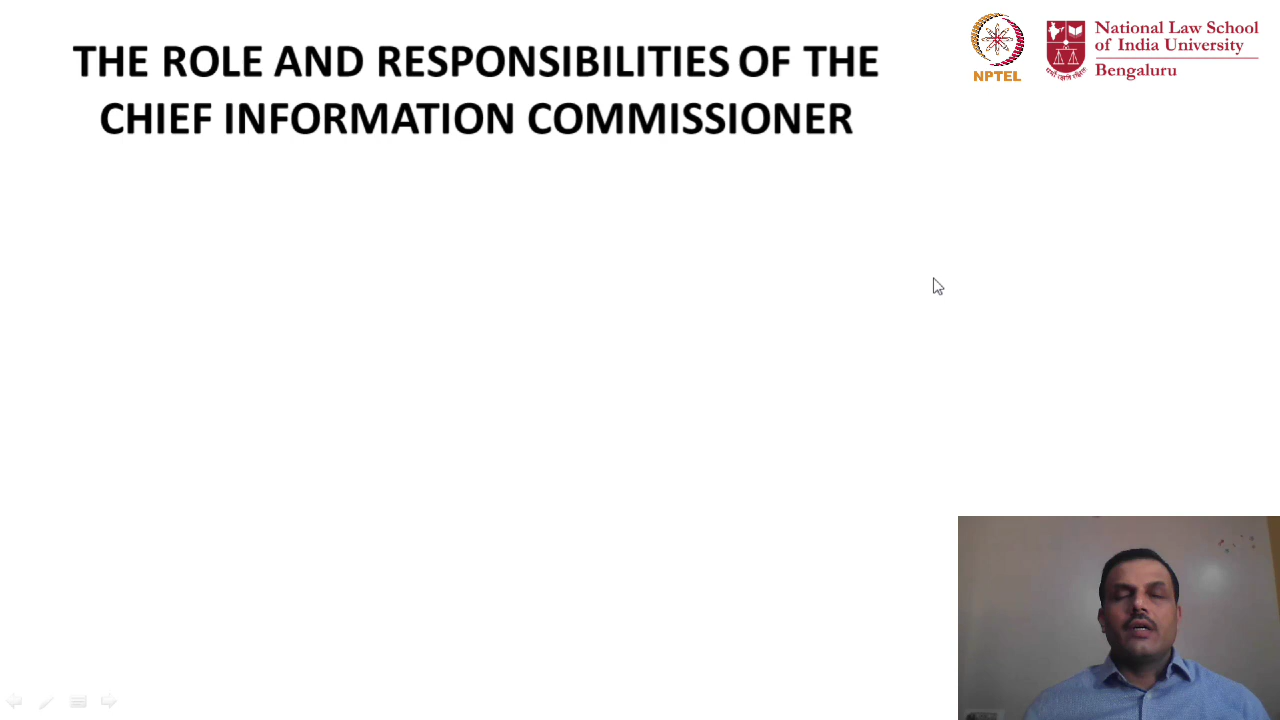 THE ROLE AND RESPONSIBILITIES OF THE
CHIEF INFORMATION COMMISSIONER
NPTEL
National Law School
of India University
Bengaluru